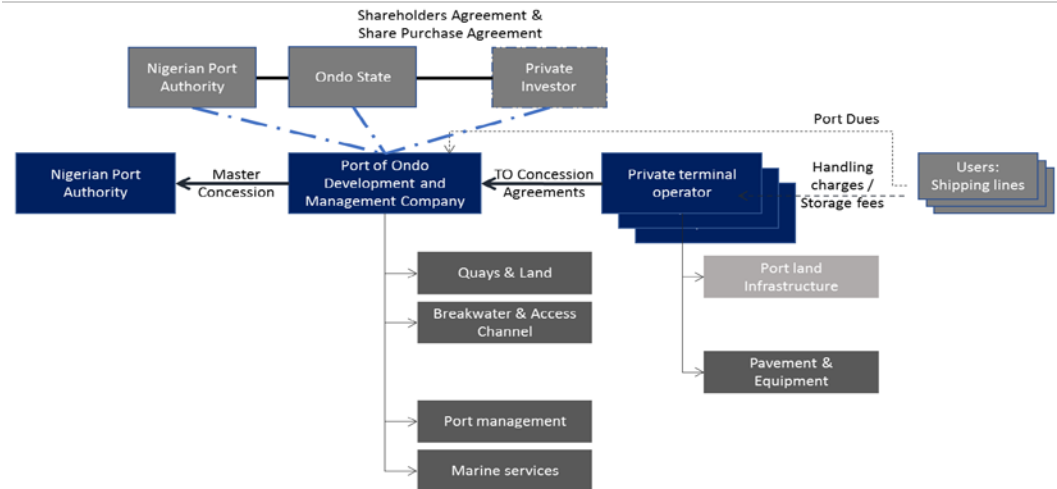 Shareholders Agreement &
Share Purchase Agreement
Nigerian Port
Authority
Ondo State
Private
Investor
Port Dues
Nigerian Port
Authority
Master
Concession
Port of Ondo
Development and
Management Company
TO Concession
Agreements
Private terminal
operator
Handling
charges /
Storage fees
Users:
Shipping lines
Quays & Land
Port land
Infrastructure
Breakwater & Access
Channel
Pavement &
Equipment
Port management
Marine services